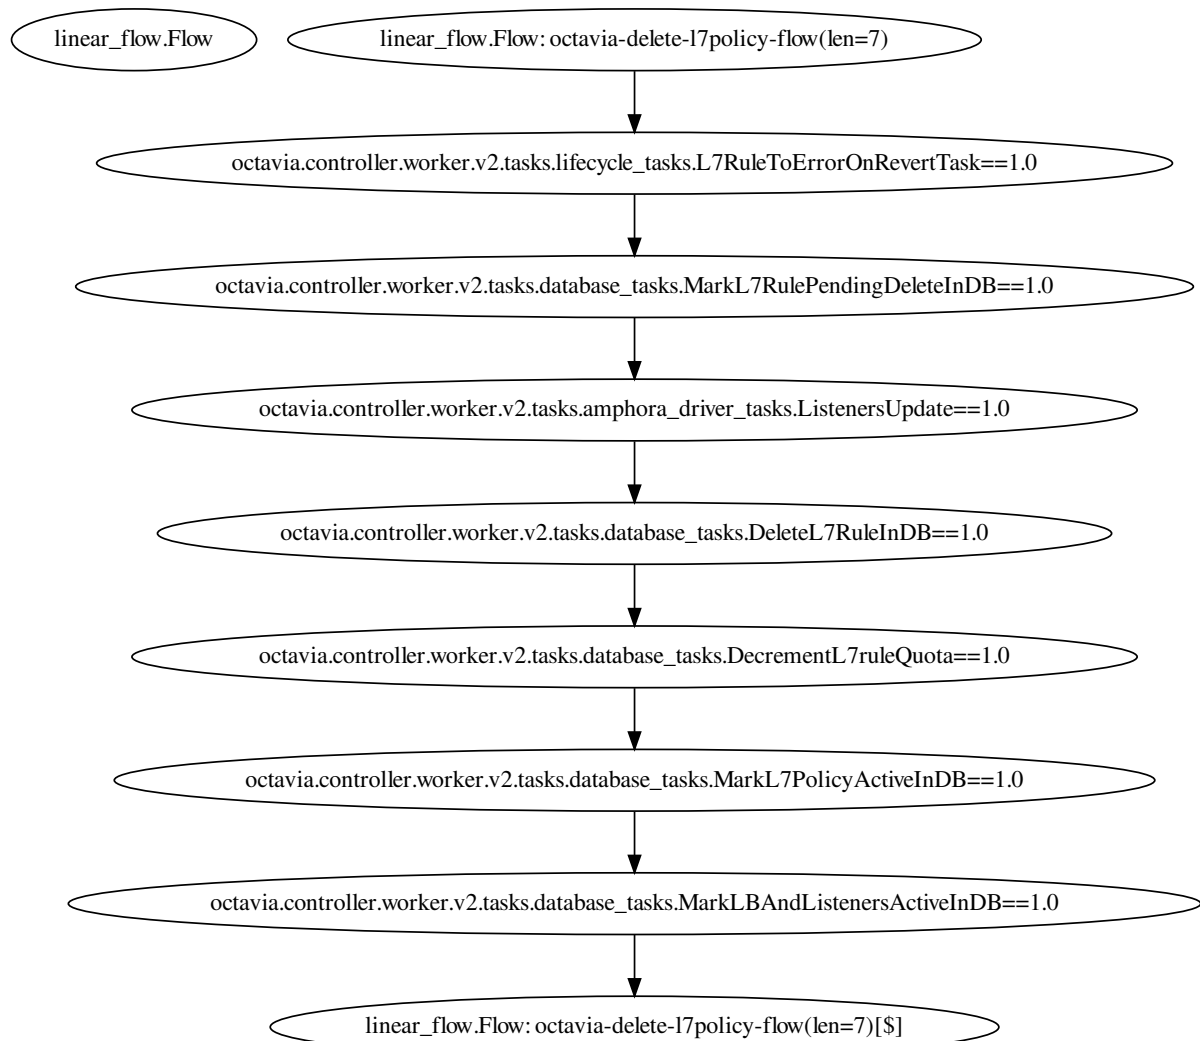 linear_flow.Flow
linear_flow.Flow: octavia-delete-l7policy-flow(len=7)
octavia.controller.worker.v2.tasks.lifecycle_tasks.L7RuleToErrorOnRevertTask==1.0
octavia.controller.worker.v2.tasks.database_tasks.MarkL7RulePendingDeleteInDB==1.0
octavia.controller.worker.v2.tasks.amphora_driver_tasks.ListenersUpdate==1.0
octavia.controller.worker.v2.tasks.database_tasks.DeleteL7RuleInDB==1.0
octavia.controller.worker.v2.tasks.database_tasks.DecrementL7ruleQuota==1.0
octavia.controller.worker.v2.tasks.database_tasks.MarkL7PolicyActiveInDB==1.0
octavia.controller.worker.v2.tasks.database_tasks.MarkLBAndListenersActiveInDB==1.0
linear_flow.Flow: octavia-delete-l7policy-flow(len=7)[$]